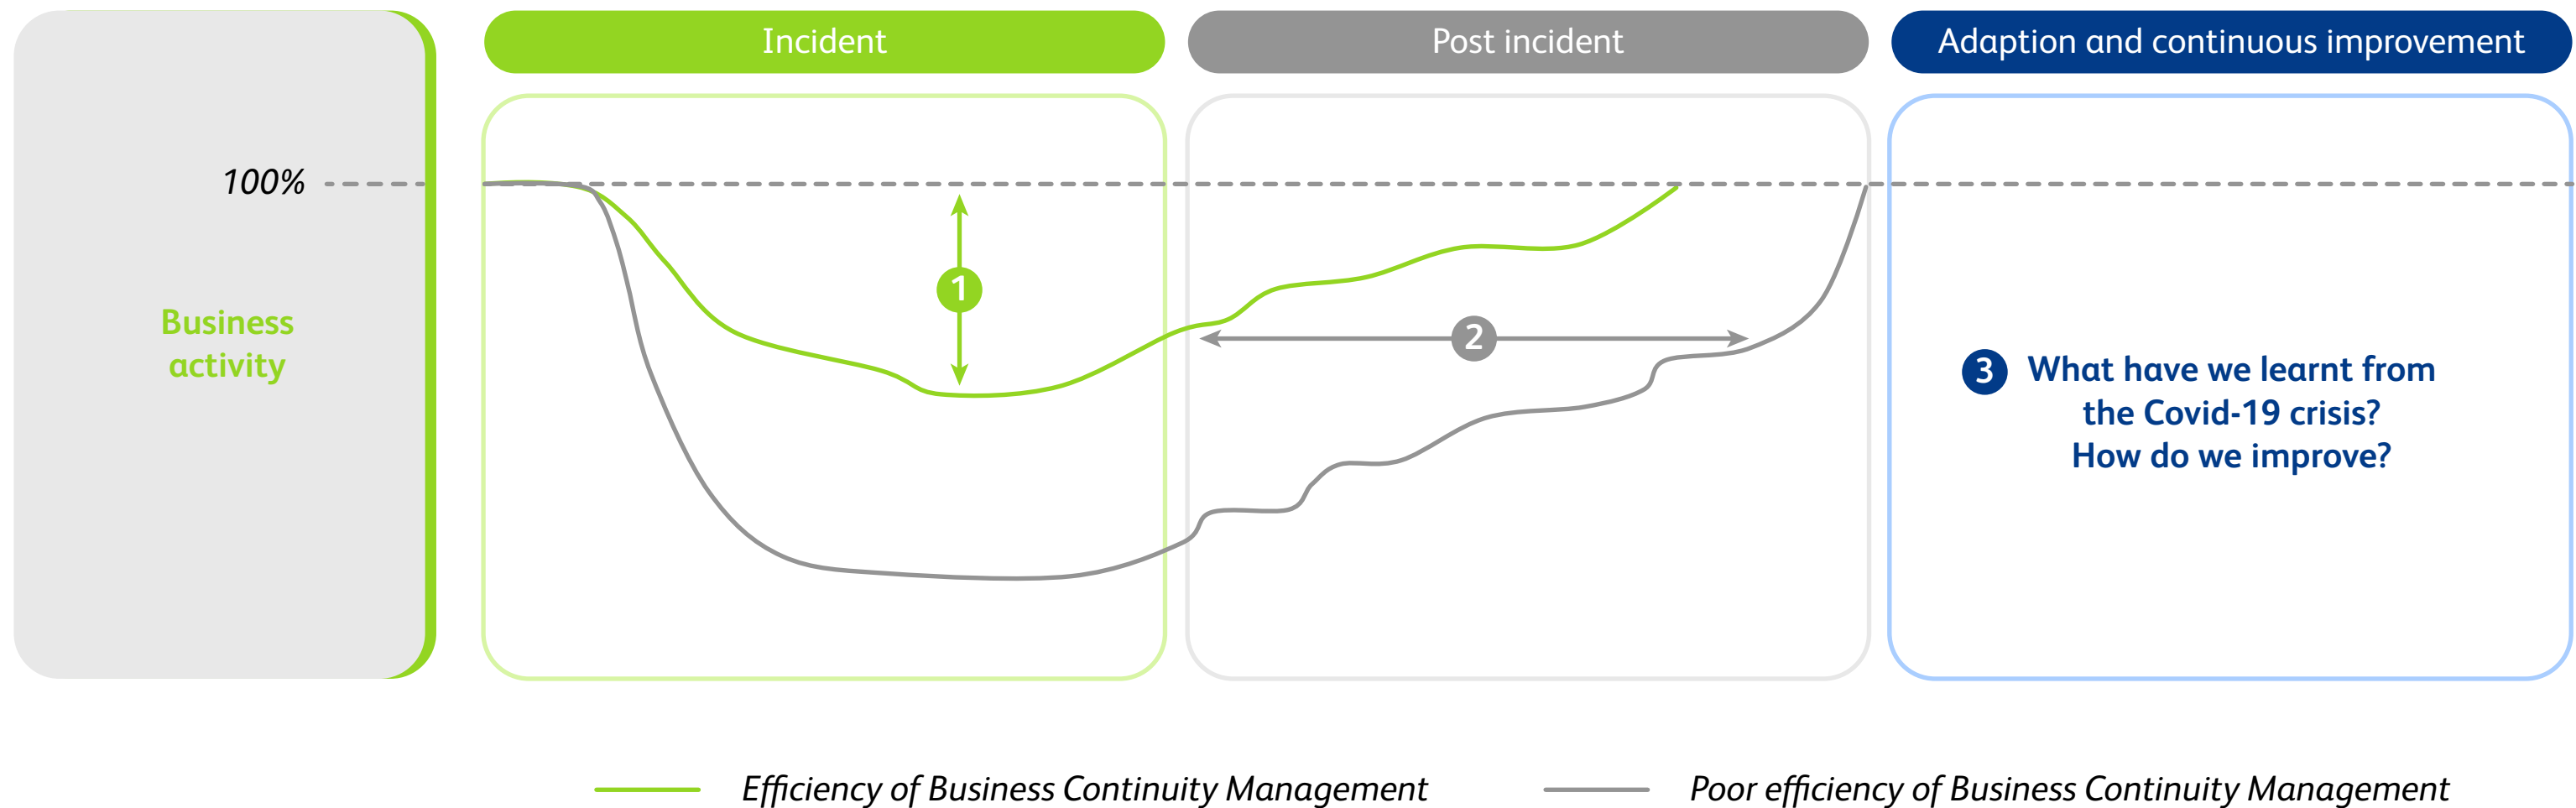 Incident
Post incident
Adaption and continuous improvement
100%
Business
activity
1
2
3 What have we learnt from
the Covid-19 crisis?
How do we improve?
Efficiency of Business Continuity Management
Poor efficiency of Business Continuity Management